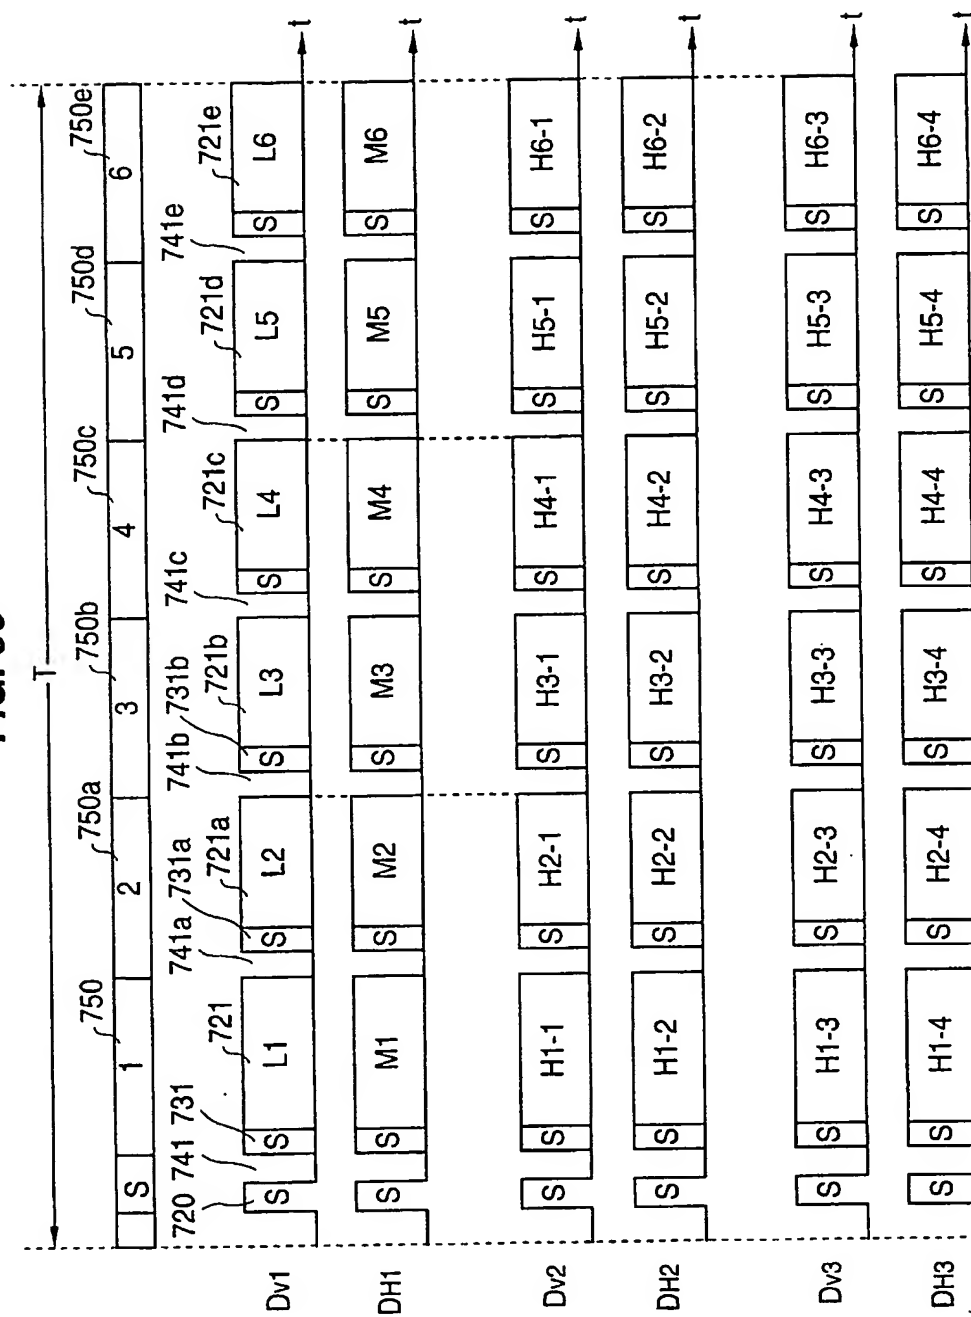 T
750 750a 750b 750c 750d 750e
S 1 2 3 4 5 6
720 741 731 721 741a 731a 721a 741b 731b 721b 741c 721c 741d 721d 741e 721e
Dv1 S S L1 S L2 S L3 S L4 S L5 S L6 t
DH1 S S M1 S M2 S M3 S M4 S M5 S M6 t
Dv2 S S H1-1 S H2-1 S H3-1 S H4-1 S H5-1 S H6-1 t
DH2 S S H1-2 S H2-2 S H3-2 S H4-2 S H5-2 S H6-2 t
Dv3 S S H1-3 S H2-3 S H3-3 S H4-3 S H5-3 S H6-3 t
DH3 S S H1-4 S H2-4 S H3-4 S H4-4 S H5-4 S H6-4 t